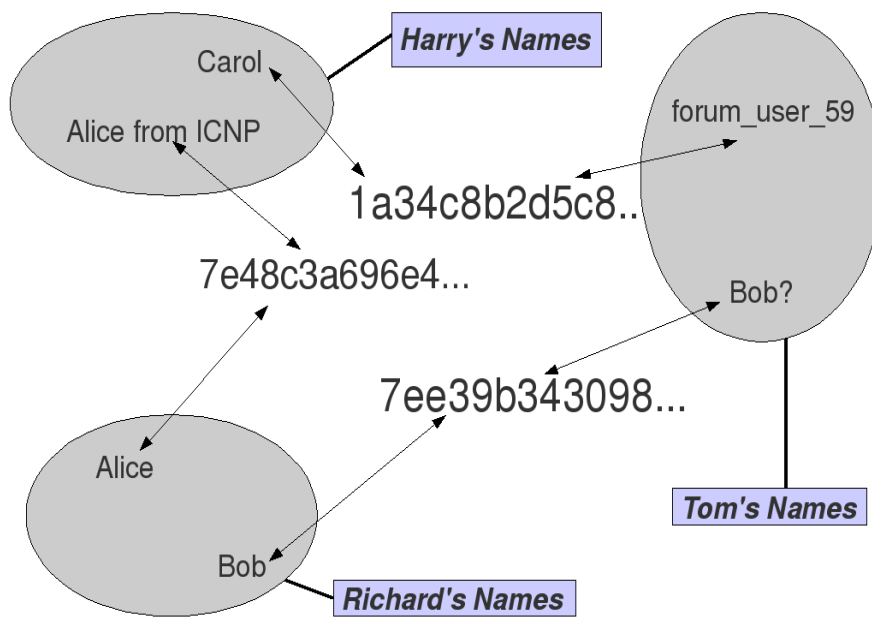 Harry's Names
Carol
Alice from ICNP
forum_user_59
1a34c8b2d5c8..
7e48c3a696e4...
Bob?
7ee39b343098...
Alice
Tom's Names
Bob
Richard's Names